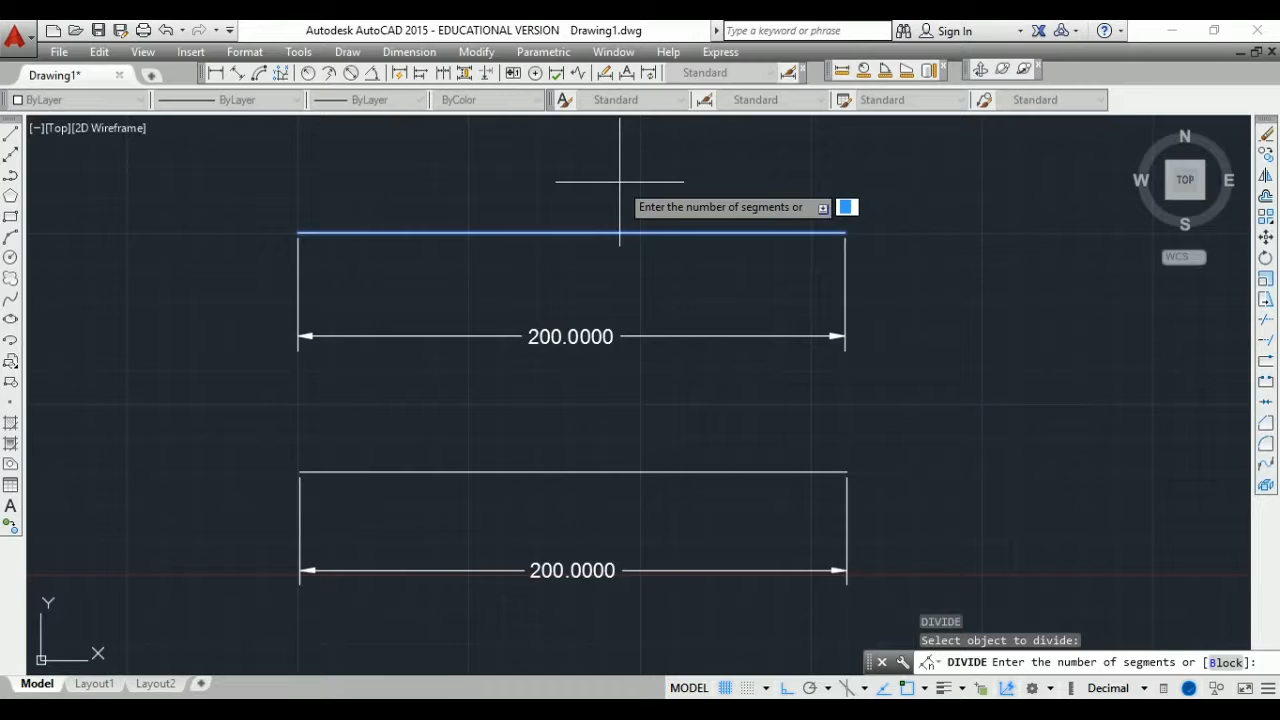 Autodesk AutoCAD 2015 - EDUCATIONAL VERSION Drawing1.dwg
Type a keyword or phrase
Sign In
File Edit View Insert Format Tools Draw Dimension Modify Parametric Window Help Express
Drawing1*
Standard
ByLayer ByLayer ByLayer ByColor Standard Standard Standard Standard
[−][Top][2D Wireframe]
N
W TOP E
S
WCS
Enter the number of segments or
200.0000
200.0000
Y
X
DIVIDE
Select object to divide:
DIVIDE Enter the number of segments or [Block]:
Model Layout1 Layout2
MODEL
Decimal